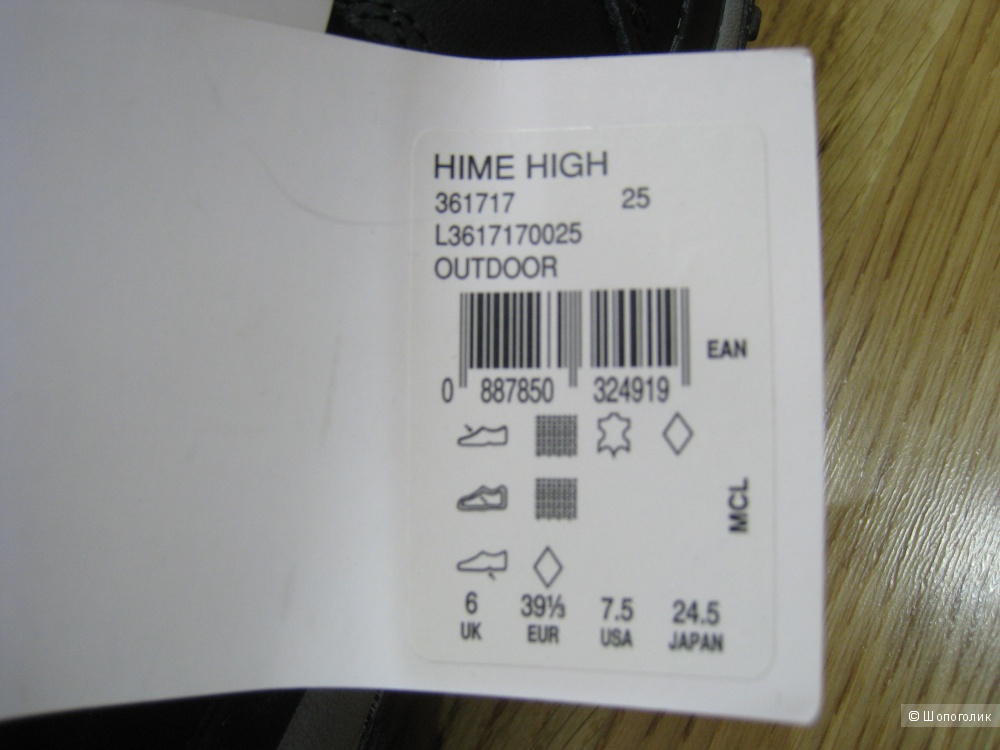 HIME HIGH
361717 25
L3617170025
OUTDOOR
EAN
0 887850 324919
MCL
6 39⅓ 7.5 24.5
UK EUR USA JAPAN
© Шопоголик